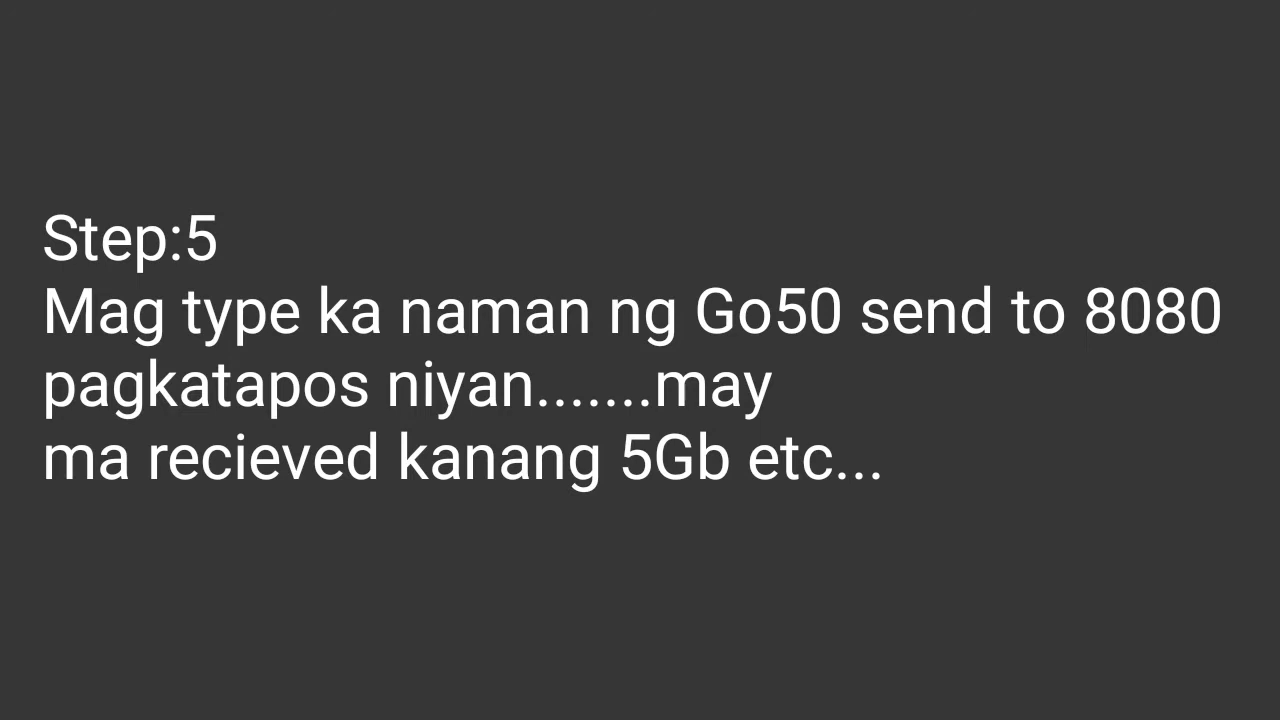 Step:5
Mag type ka naman ng Go50 send to 8080
pagkatapos niyan.......may
ma recieved kanang 5Gb etc...